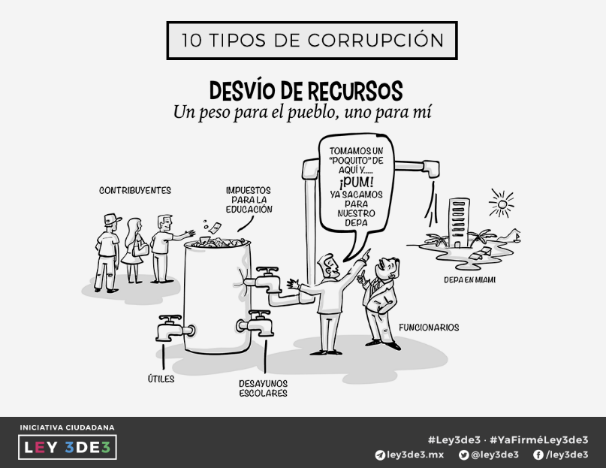 10 TIPOS DE CORRUPCIÓN
DESVÍO DE RECURSOS
Un peso para el pueblo, uno para mí
CONTRIBUYENTES
IMPUESTOS
PARA LA
EDUCACIÓN
TOMAMOS UN
"POQUITO" DE
AQUÍ Y.....
¡PUM!
YA SACAMOS
PARA
NUESTRO
DEPA
DEPA EN MIAMI
FUNCIONARIOS
ÚTILES
DESAYUNOS
ESCOLARES
INICIATIVA CIUDADANA
LEY 3DE3
#Ley3de3 · #YaFirméLey3de3
ley3de3.mx @ley3de3 /ley3de3